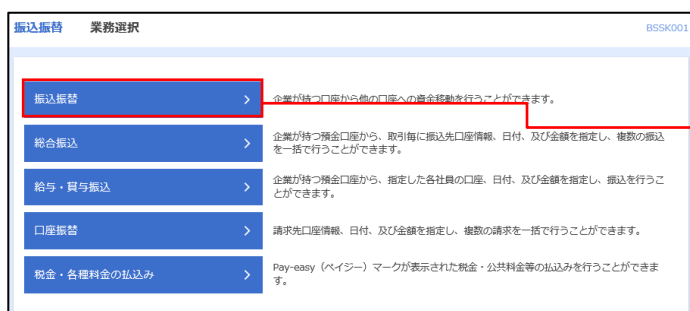 振込振替 業務選択 BSSK001
振込振替
企業が持つ口座から他の口座への資金移動を行うことができます。
総合振込
企業が持つ預金口座から、取引毎に振込先口座情報、日付、及び金額を指定し、複数の振込
を一括で行うことができます。
給与・賞与振込
企業が持つ預金口座から、指定した各社員の口座、日付、及び金額を指定し、振込を行うこ
とができます。
口座振替
請求先口座情報、日付、及び金額を指定し、複数の請求を一括で行うことができます。
税金・各種料金の払込み
Pay-easy（ペイジー）マークが表示された税金・公共料金等の払込みを行うことができま
す。